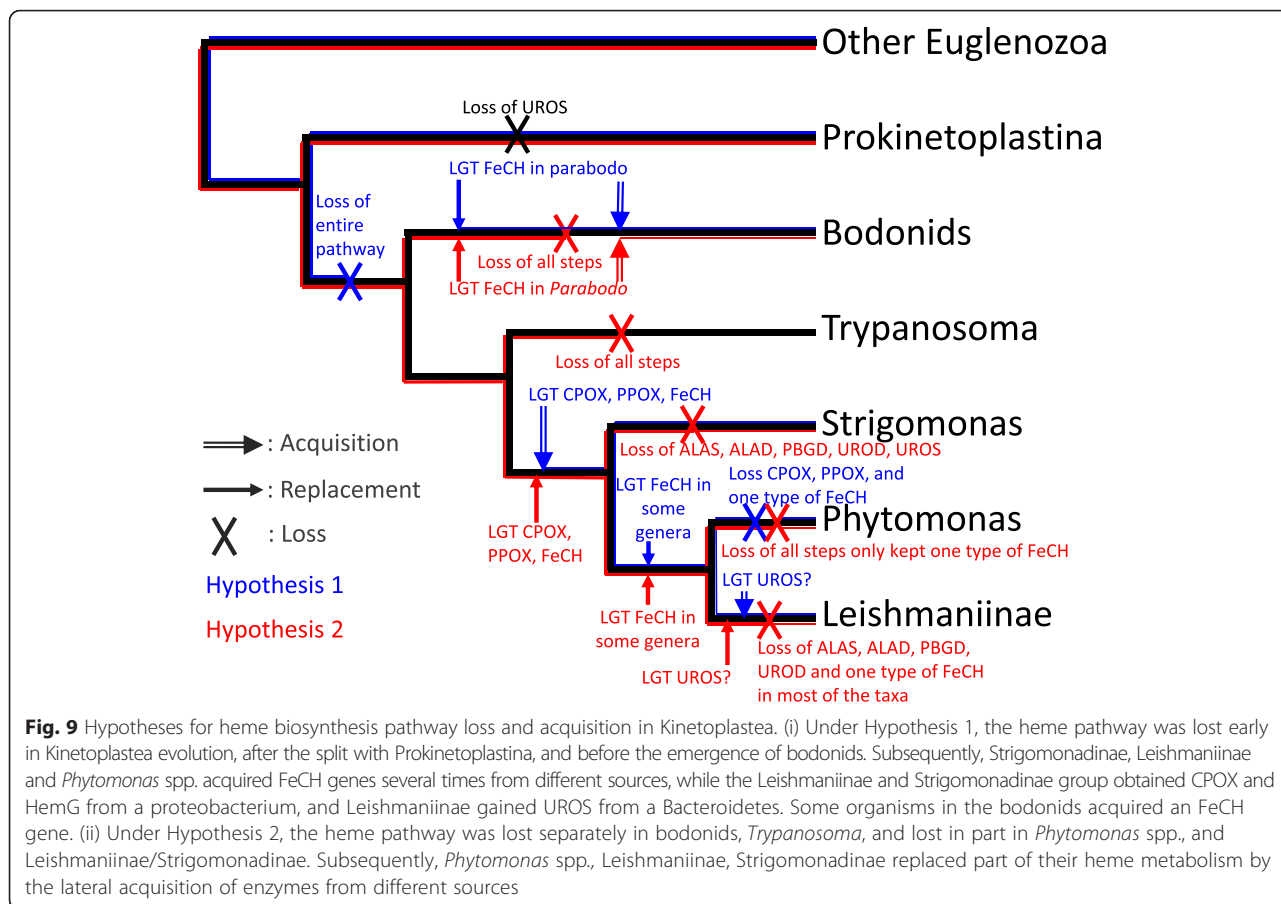 Other Euglenozoa
Loss of UROS
Prokinetoplastina
LGT FeCH in parabodo
Loss of
entire
pathway
Bodonids
Loss of all steps
LGT FeCH in Parabodo
Trypanosoma
Loss of all steps
LGT CPOX, PPOX, FeCH
Strigomonas
Loss of ALAS, ALAD, PBGD, UROD, UROS
: Acquisition
: Replacement
: Loss
Hypothesis 1
Hypothesis 2
LGT FeCH in
some
genera
Loss CPOX, PPOX, and
one type of FeCH
Phytomonas
LGT CPOX,
PPOX, FeCH
Loss of all steps only kept one type of FeCH
LGT UROS?
Leishmaniinae
LGT FeCH in
some genera
LGT UROS?
Loss of ALAS, ALAD, PBGD,
UROD and one type of FeCH
in most of the taxa
Fig. 9 Hypotheses for heme biosynthesis pathway loss and acquisition in Kinetoplastea. (i) Under Hypothesis 1, the heme pathway was lost early
in Kinetoplastea evolution, after the split with Prokinetoplastina, and before the emergence of bodonids. Subsequently, Strigomonadinae, Leishmaniinae
and Phytomonas spp. acquired FeCH genes several times from different sources, while the Leishmaniinae and Strigomonadinae group obtained CPOX and
HemG from a proteobacterium, and Leishmaniinae gained UROS from a Bacteroidetes. Some organisms in the bodonids acquired an FeCH
gene. (ii) Under Hypothesis 2, the heme pathway was lost separately in bodonids, Trypanosoma, and lost in part in Phytomonas spp., and
Leishmaniinae/Strigomonadinae. Subsequently, Phytomonas spp., Leishmaniinae, Strigomonadinae replaced part of their heme metabolism by
the lateral acquisition of enzymes from different sources